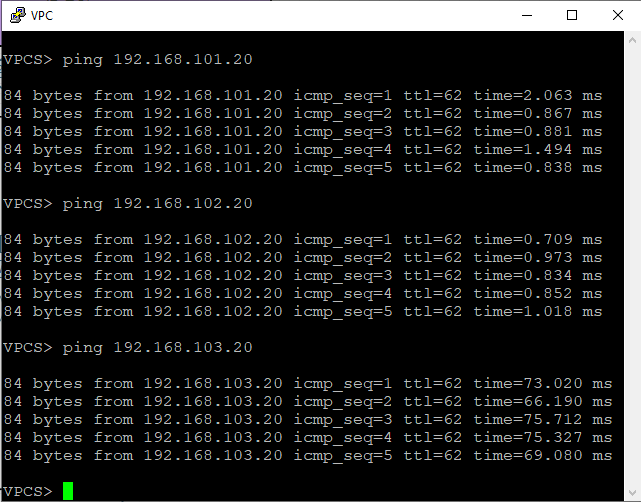 VPC
VPCS> ping 192.168.101.20
84 bytes from 192.168.101.20 icmp_seq=1 ttl=62 time=2.063 ms
84 bytes from 192.168.101.20 icmp_seq=2 ttl=62 time=0.867 ms
84 bytes from 192.168.101.20 icmp_seq=3 ttl=62 time=0.881 ms
84 bytes from 192.168.101.20 icmp_seq=4 ttl=62 time=1.494 ms
84 bytes from 192.168.101.20 icmp_seq=5 ttl=62 time=0.838 ms
VPCS> ping 192.168.102.20
84 bytes from 192.168.102.20 icmp_seq=1 ttl=62 time=0.709 ms
84 bytes from 192.168.102.20 icmp_seq=2 ttl=62 time=0.973 ms
84 bytes from 192.168.102.20 icmp_seq=3 ttl=62 time=0.834 ms
84 bytes from 192.168.102.20 icmp_seq=4 ttl=62 time=0.852 ms
84 bytes from 192.168.102.20 icmp_seq=5 ttl=62 time=1.018 ms
VPCS> ping 192.168.103.20
84 bytes from 192.168.103.20 icmp_seq=1 ttl=62 time=73.020 ms
84 bytes from 192.168.103.20 icmp_seq=2 ttl=62 time=66.190 ms
84 bytes from 192.168.103.20 icmp_seq=3 ttl=62 time=75.712 ms
84 bytes from 192.168.103.20 icmp_seq=4 ttl=62 time=75.327 ms
84 bytes from 192.168.103.20 icmp_seq=5 ttl=62 time=69.080 ms
VPCS>